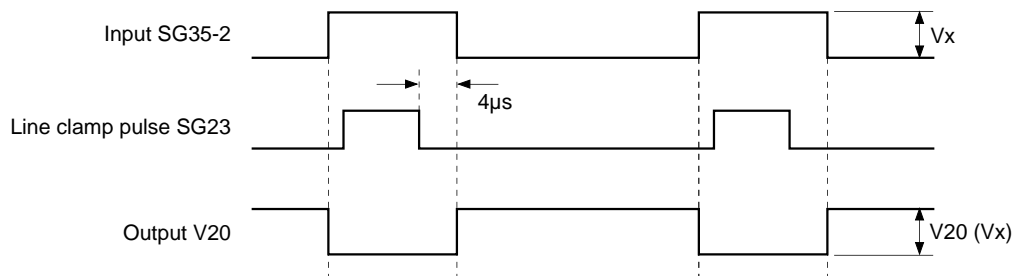 Input SG35-2
Vx
4µs
Line clamp pulse SG23
Output V20
V20 (Vx)